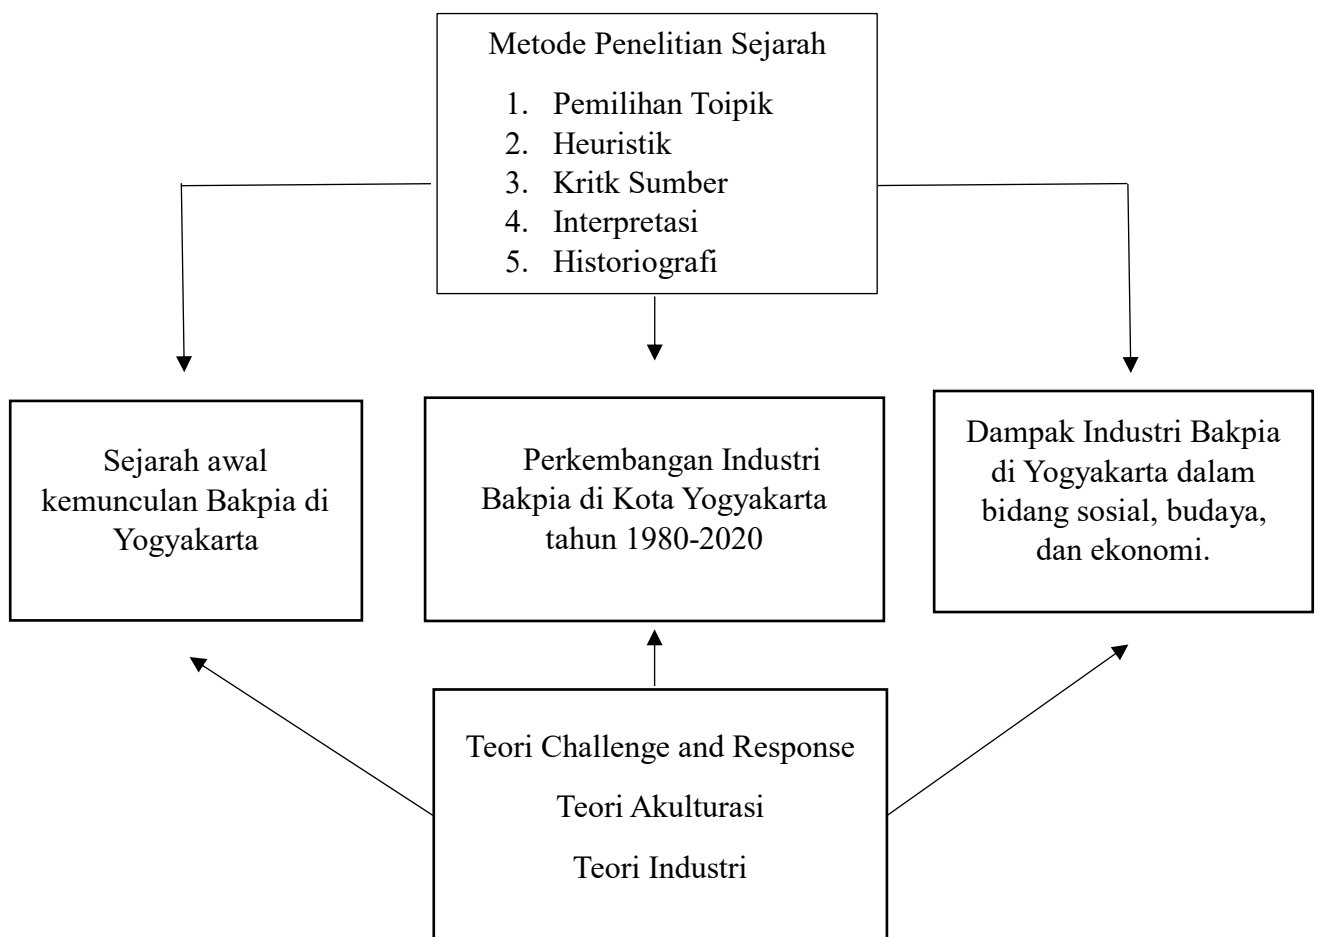 Metode Penelitian Sejarah
1. Pemilihan Toipik
2. Heuristik
3. Kritk Sumber
4. Interpretasi
5. Historiografi
Sejarah awal
kemunculan Bakpia di
Yogyakarta
Perkembangan Industri
Bakpia di Kota Yogyakarta
tahun 1980-2020
Dampak Industri Bakpia
di Yogyakarta dalam
bidang sosial, budaya,
dan ekonomi.
Teori Challenge and Response
Teori Akulturasi
Teori Industri